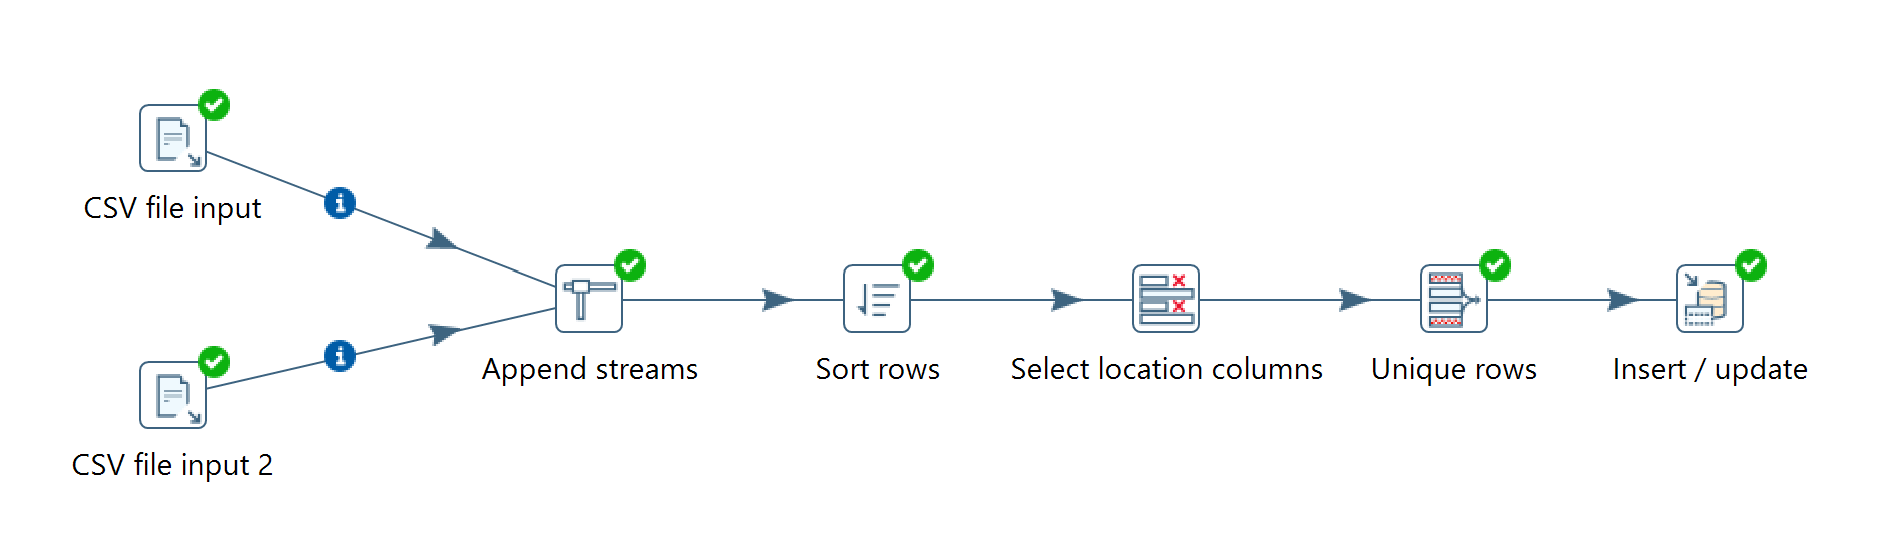 CSV file input
CSV file input 2
Append streams
Sort rows
Select location columns
Unique rows
Insert / update